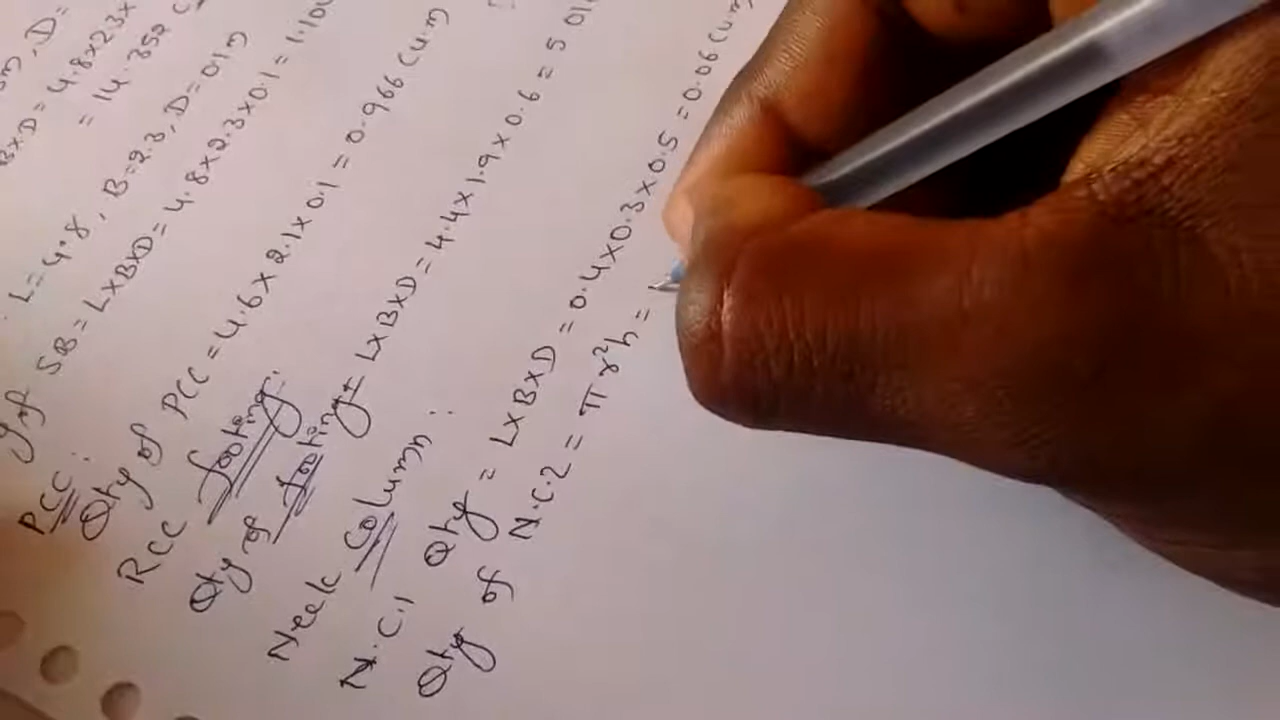 m, D =
B×D = 4.8×2.3×
= 14.352 C
L = 4.8, B = 2.3, D = 0.1m
of SB = L×B×D = 4.8×2.3×0.1 = 1.10
PCC :
Qty of PCC = 4.6×2.1×0.1 = 0.966 Cu.m
RCC footing:
Qty of footing = L×B×D = 4.4×1.9×0.6 = 5.01
Neek Column :
N.C.1 Qty = L×B×D = 0.4×0.3×0.5 = 0.06 Cu.m
Qty of N.C.2 = πr²h =